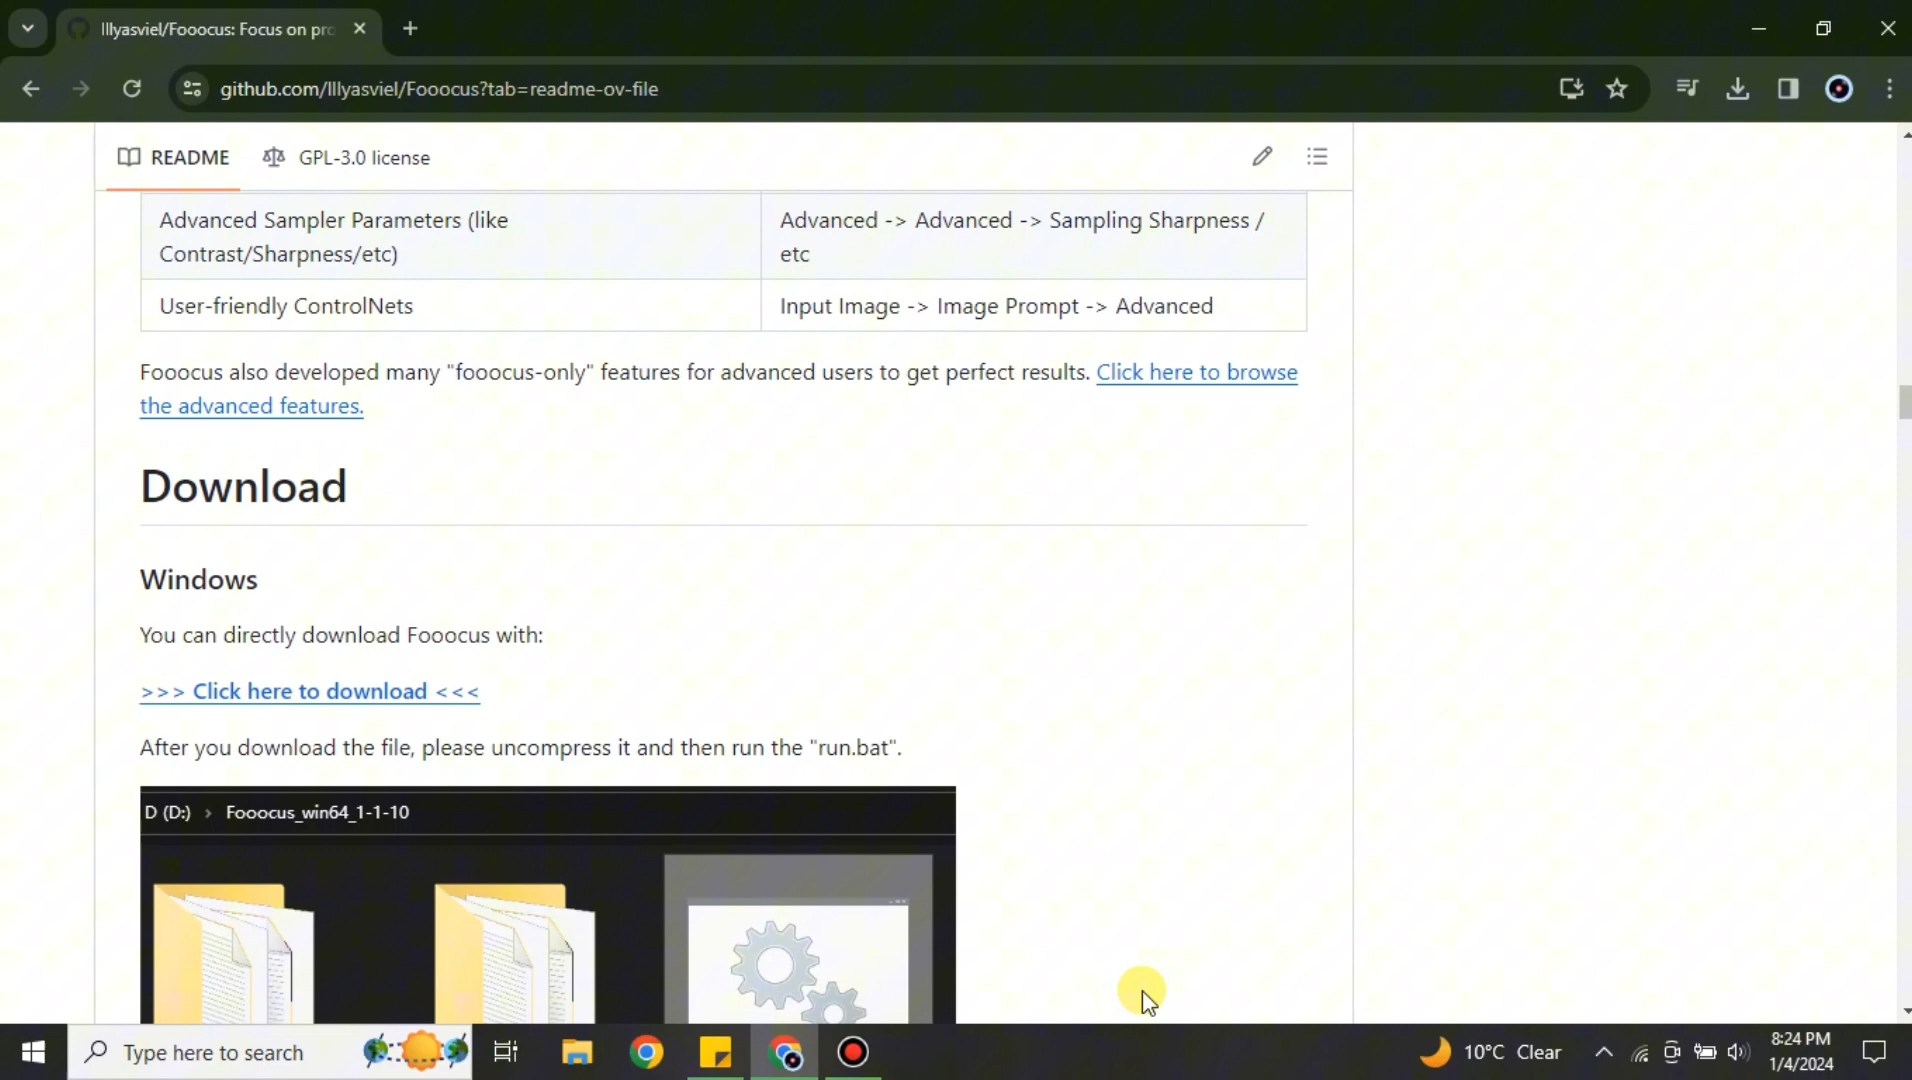 lllyasviel/Fooocus: Focus on pro
github.com/lllyasviel/Fooocus?tab=readme-ov-file
README GPL-3.0 license
Advanced Sampler Parameters (like Contrast/Sharpness/etc) Advanced -> Advanced -> Sampling Sharpness / etc
User-friendly ControlNets Input Image -> Image Prompt -> Advanced
Fooocus also developed many "fooocus-only" features for advanced users to get perfect results. Click here to browse
the advanced features.
Download
Windows
You can directly download Fooocus with:
>>> Click here to download <<<
After you download the file, please uncompress it and then run the "run.bat".
D (D:) > Fooocus_win64_1-1-10
Type here to search
10°C Clear
8:24 PM
1/4/2024